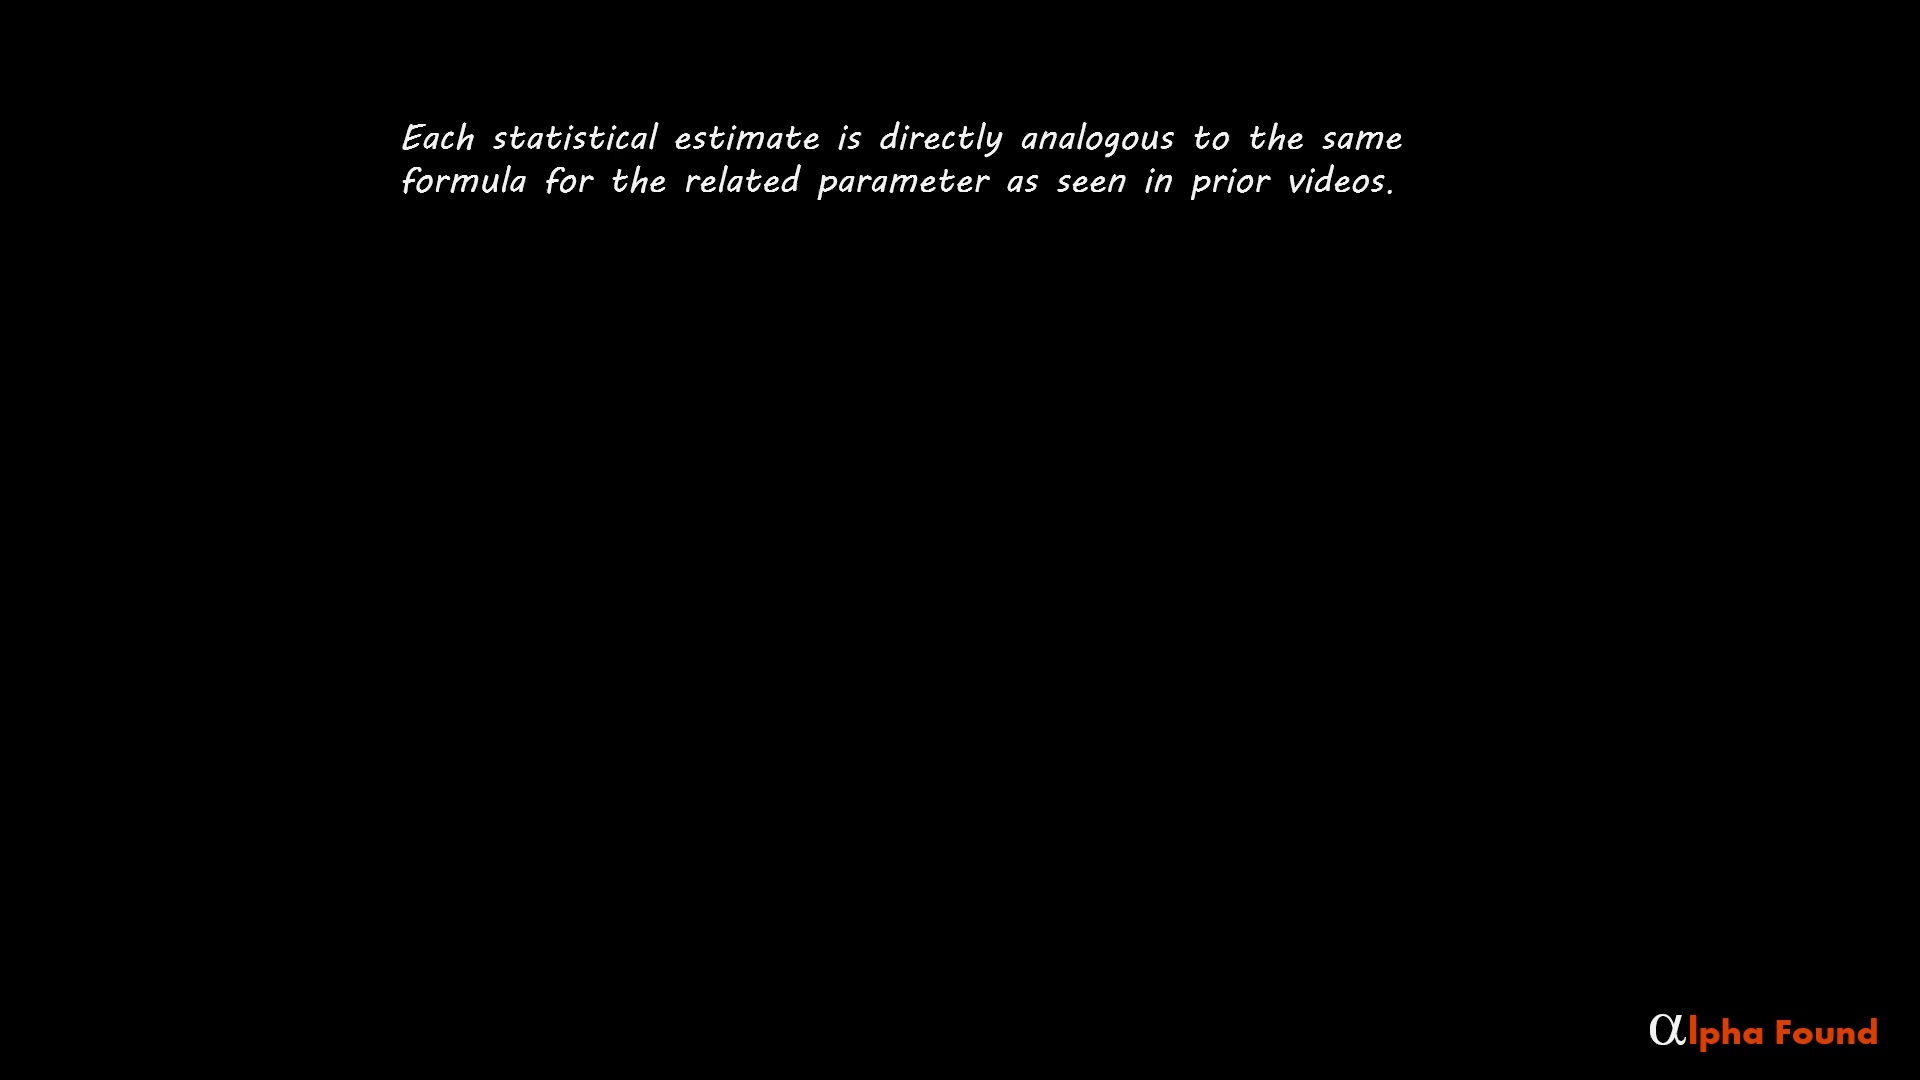 Each statistical estimate is directly analogous to the same
formula for the related parameter as seen in prior videos.
αlpha Found